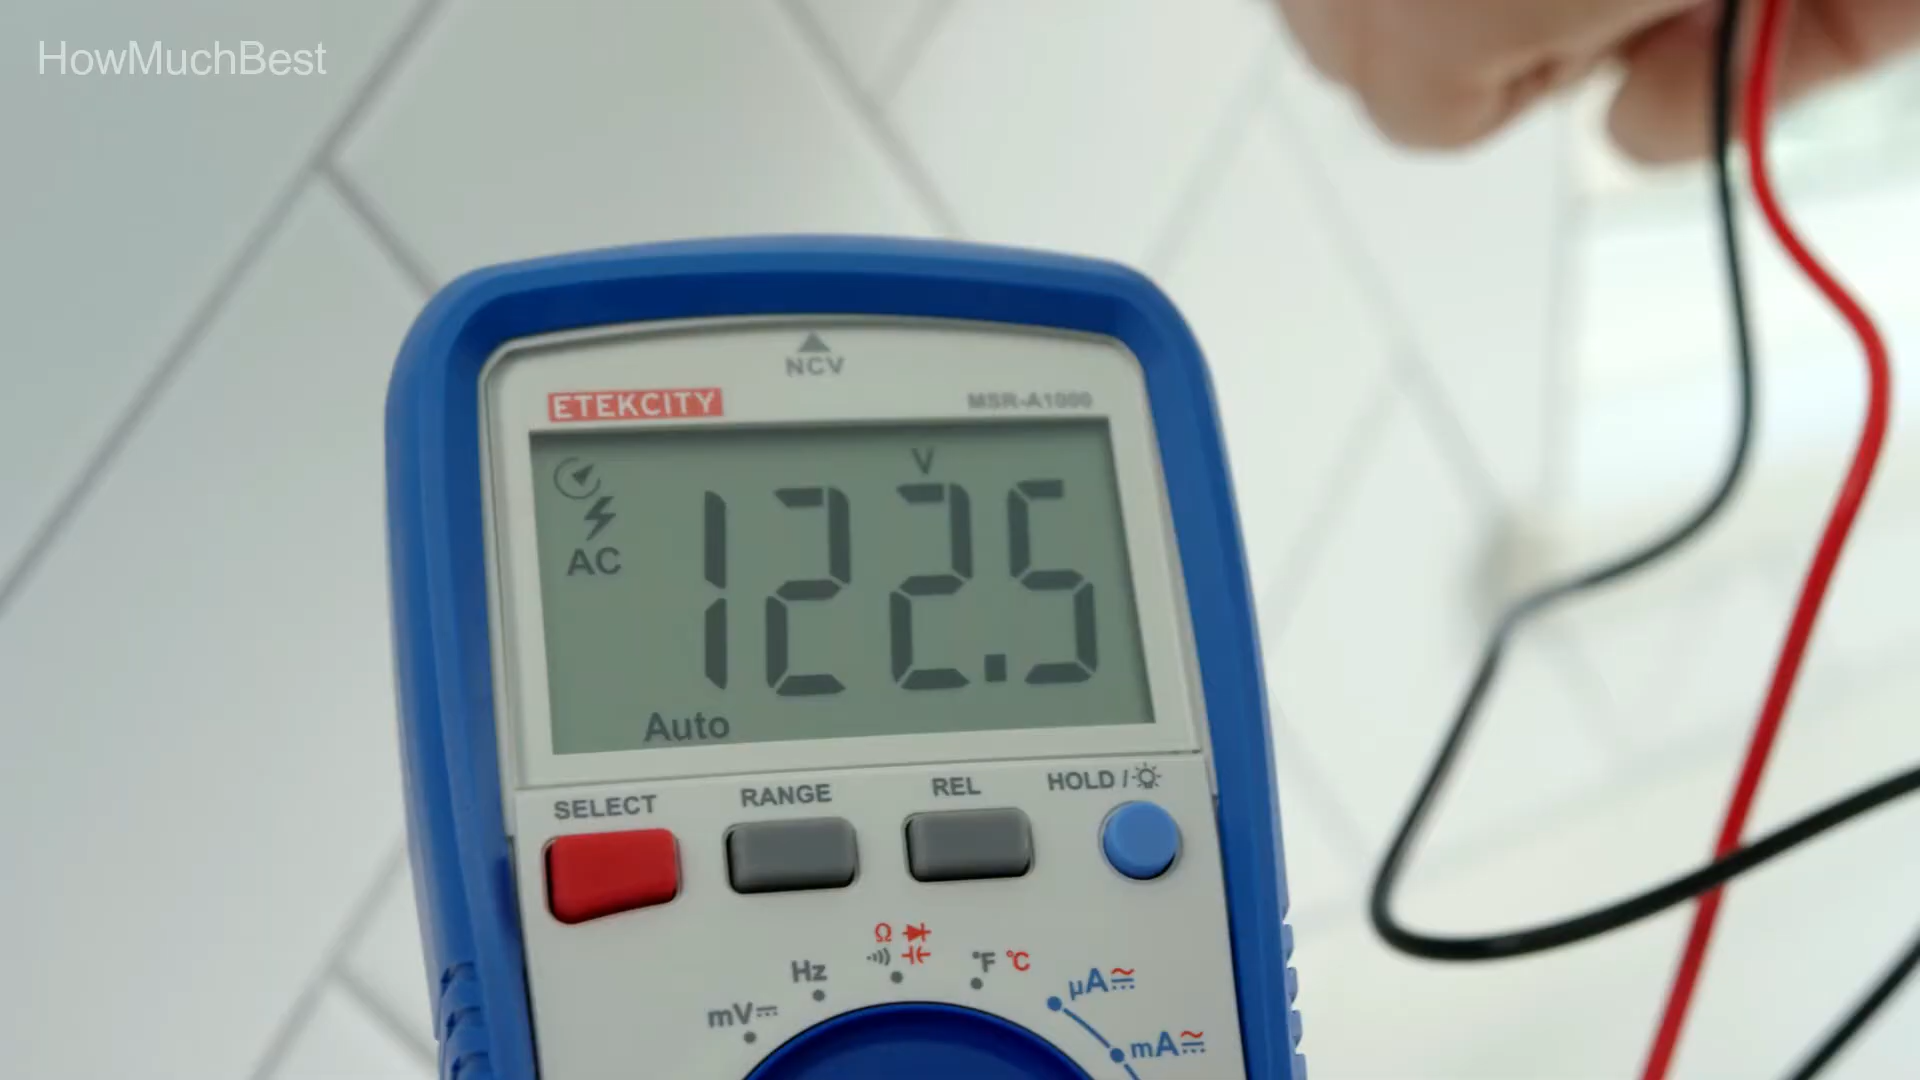 HowMuchBest
NCV
ETEKCITY
MSR-A1000
V
AC
122.5
Auto
SELECT
RANGE
REL
HOLD /
Ω
Hz
°F °C
mV
µA
mA